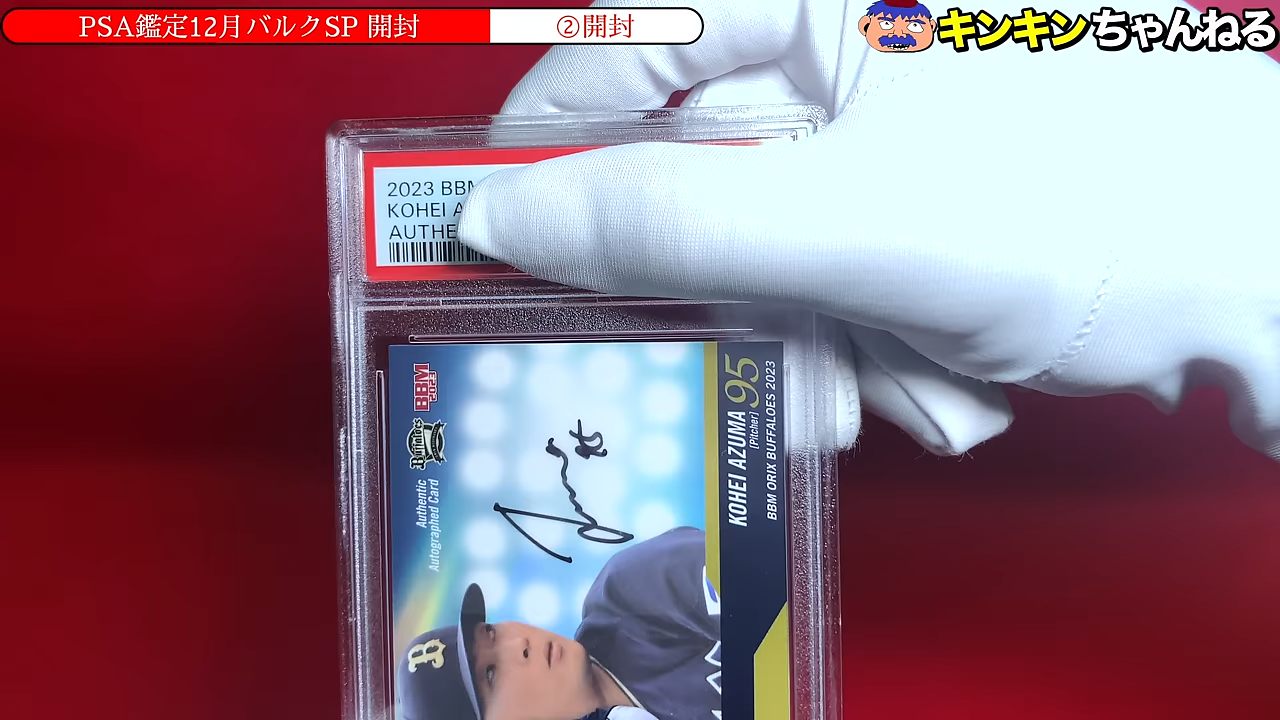 PSA鑑定12月バルクSP 開封
②開封
キンキンちゃんねる
2023 BBM
KOHEI A
AUTHE
BBM
2023
Buffaloes
Authentic
Autographed Card
95
KOHEI AZUMA
[Pitcher]
BBM ORIX BUFFALOES 2023
B